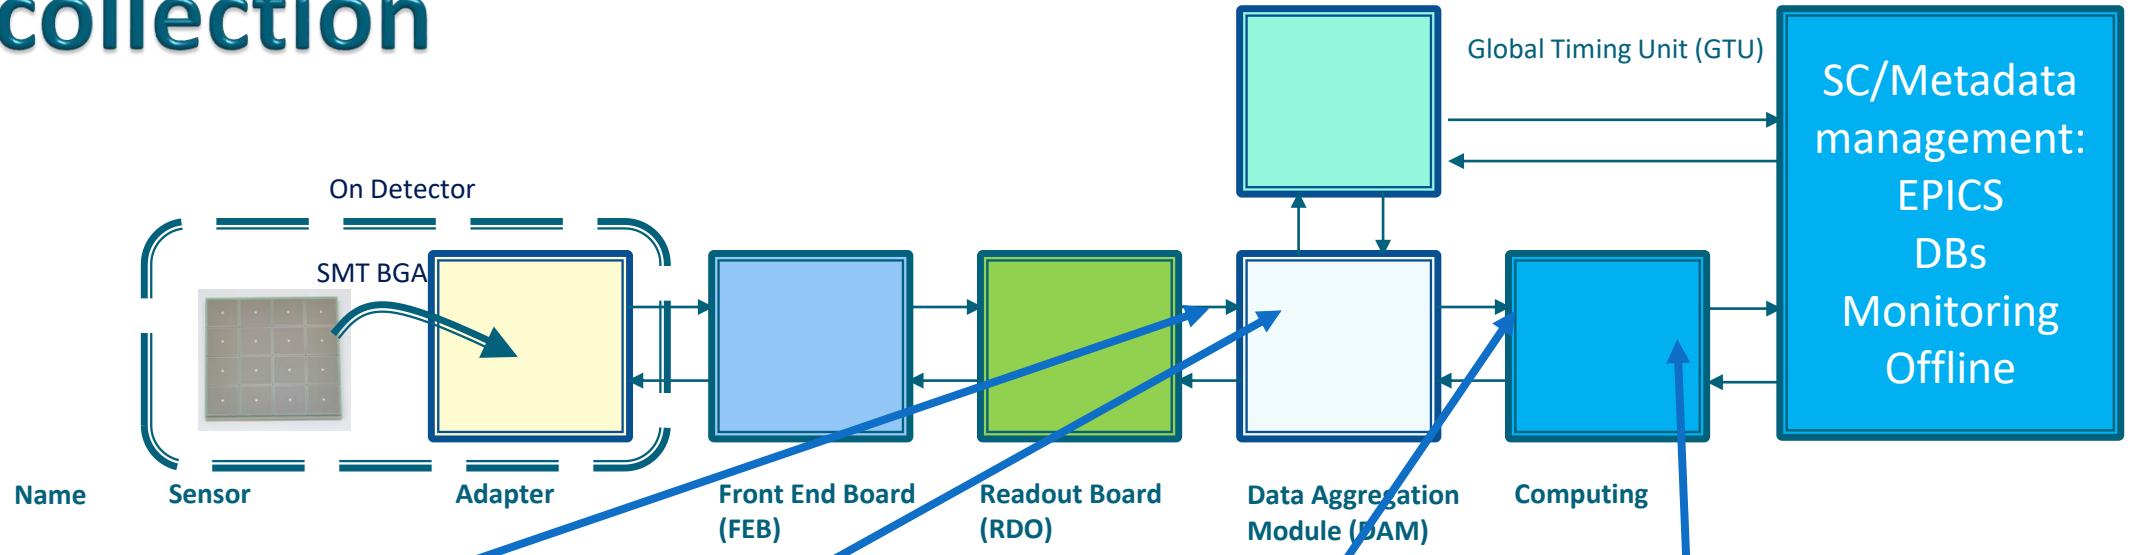 collection
Global Timing Unit (GTU)
SC/Metadata
management:
EPICS
DBs
Monitoring
Offline
On Detector
SMT BGA
Name
Sensor
Adapter
Front End Board
(FEB)
Readout Board
(RDO)
Data Aggregation
Module (DAM)
Computing